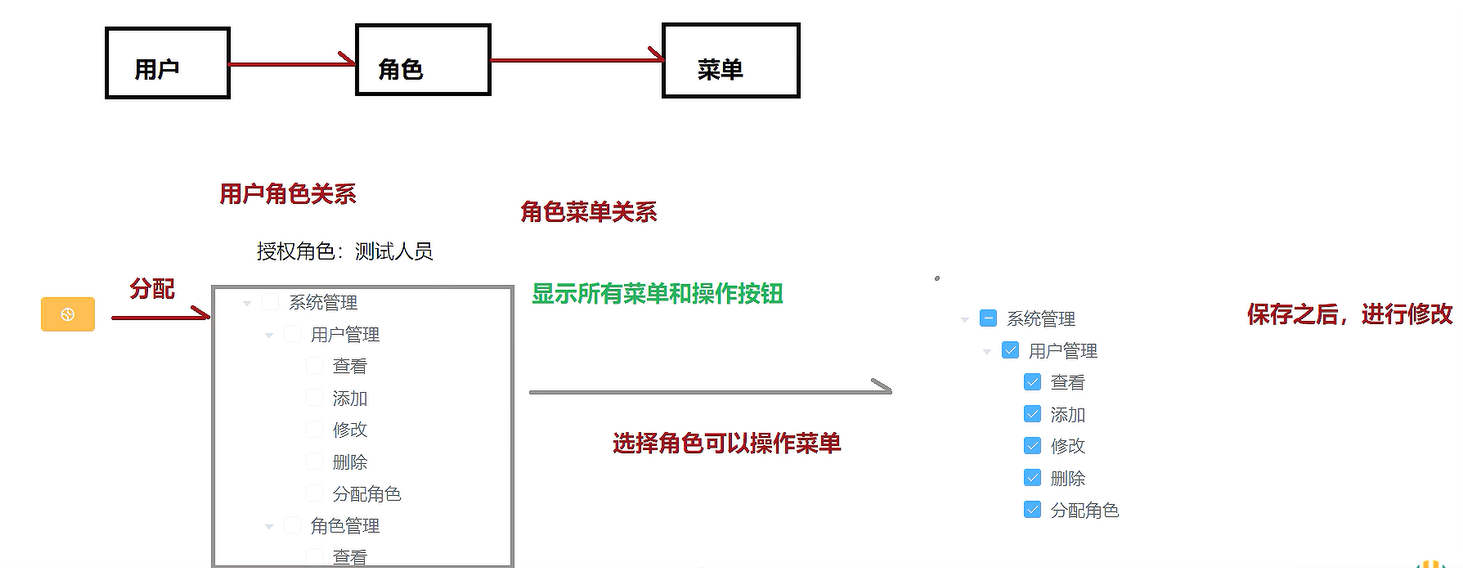 用户
角色
菜单
用户角色关系
角色菜单关系
授权角色：测试人员
分配
显示所有菜单和操作按钮
系统管理
用户管理
查看
添加
修改
删除
分配角色
角色管理
查看
选择角色可以操作菜单
系统管理
用户管理
查看
添加
修改
删除
分配角色
保存之后，进行修改